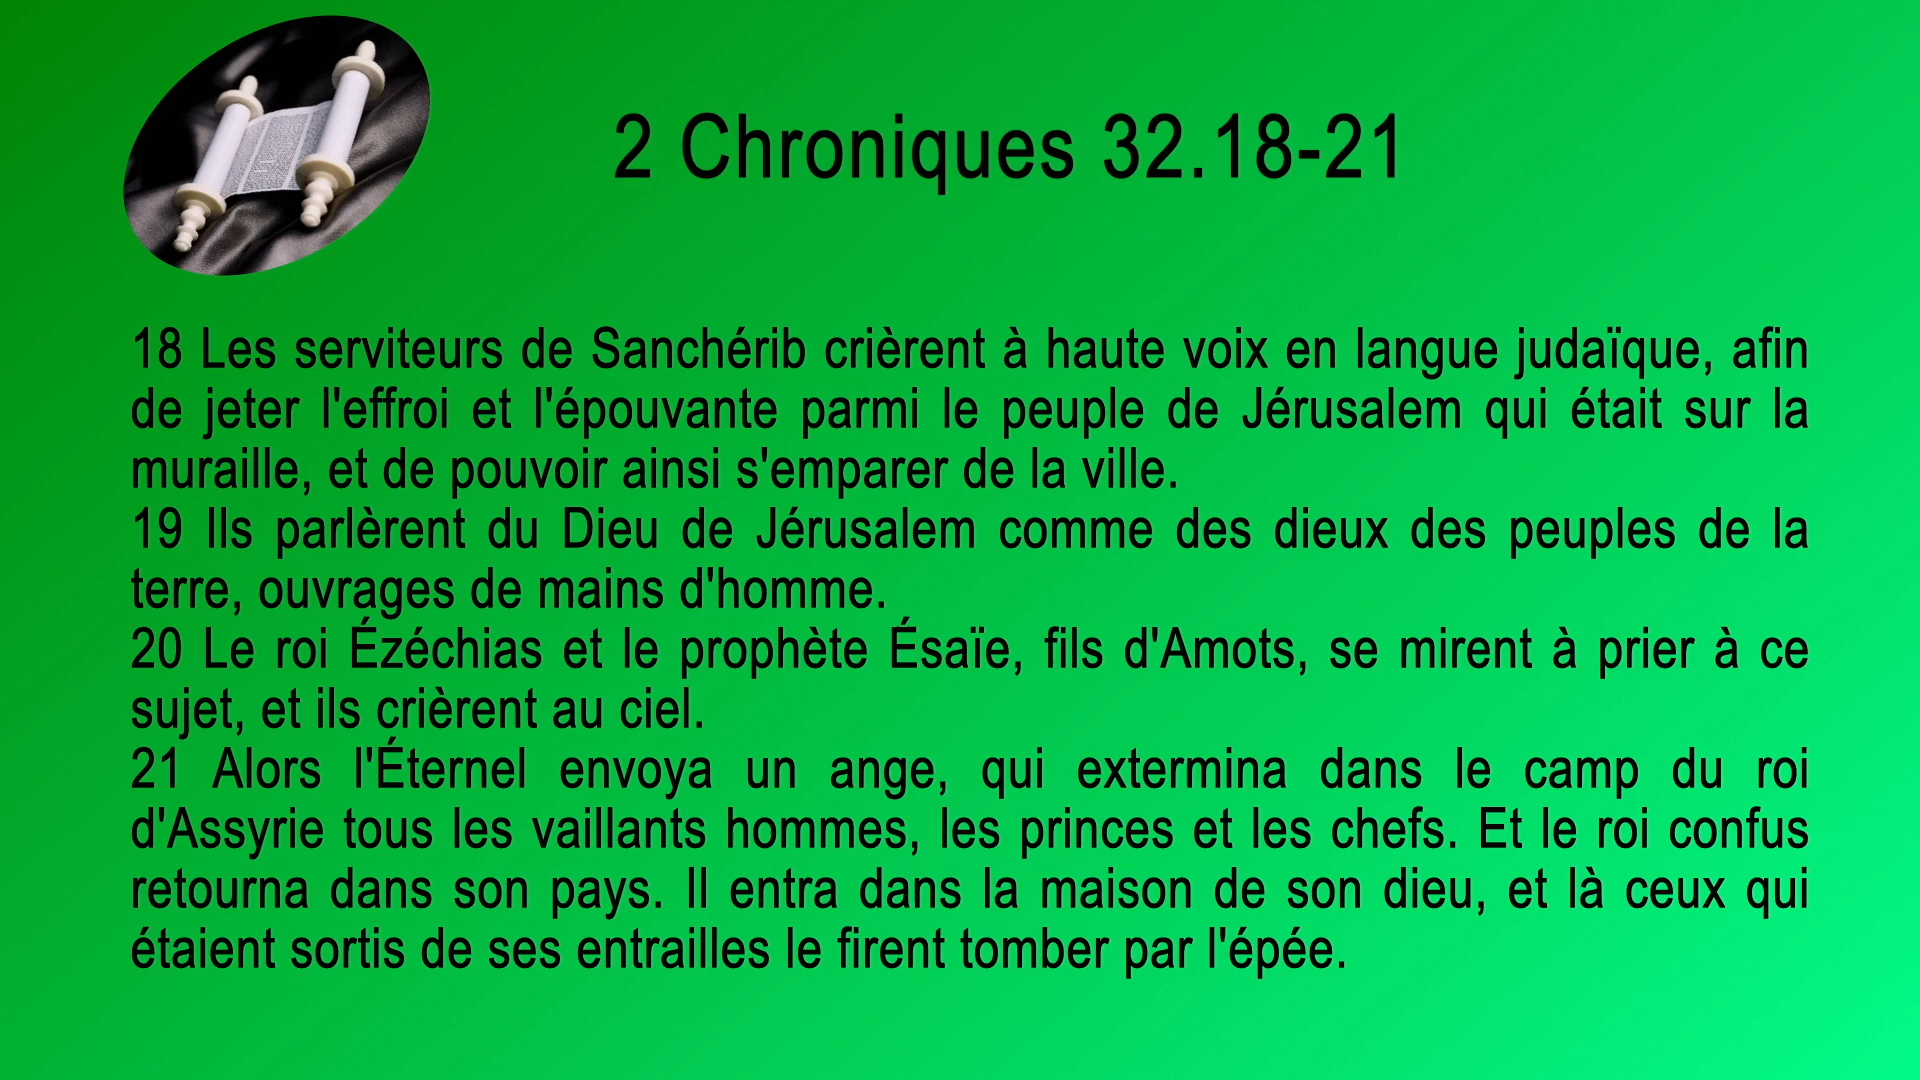 2 Chroniques 32.18-21
18 Les serviteurs de Sanchérib crièrent à haute voix en langue judaïque, afin
de jeter l'effroi et l'épouvante parmi le peuple de Jérusalem qui était sur la
muraille, et de pouvoir ainsi s'emparer de la ville.
19 Ils parlèrent du Dieu de Jérusalem comme des dieux des peuples de la
terre, ouvrages de mains d'homme.
20 Le roi Ézéchias et le prophète Ésaïe, fils d'Amots, se mirent à prier à ce
sujet, et ils crièrent au ciel.
21 Alors l'Éternel envoya un ange, qui extermina dans le camp du roi
d'Assyrie tous les vaillants hommes, les princes et les chefs. Et le roi confus
retourna dans son pays. Il entra dans la maison de son dieu, et là ceux qui
étaient sortis de ses entrailles le firent tomber par l'épée.